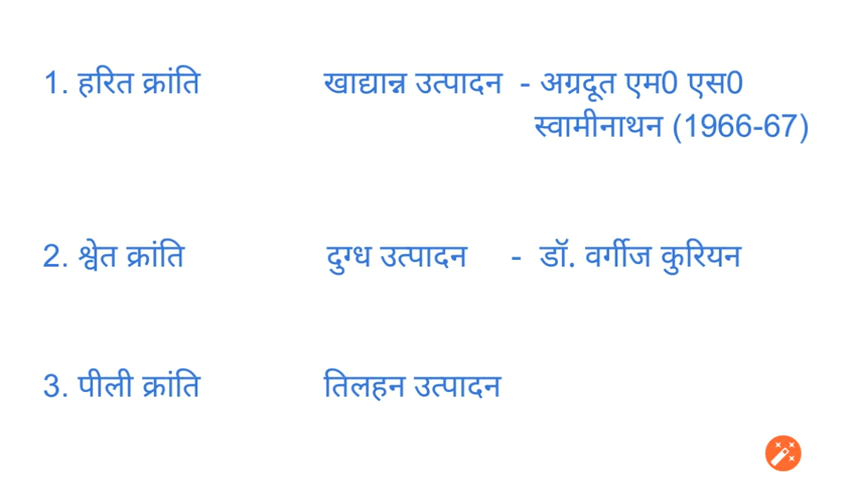 1. हरित क्रांति खाद्यान्न उत्पादन - अग्रदूत एम0 एस0
स्वामीनाथन (1966-67)
2. श्वेत क्रांति दुग्ध उत्पादन - डॉ. वर्गीज कुरियन
3. पीली क्रांति तिलहन उत्पादन